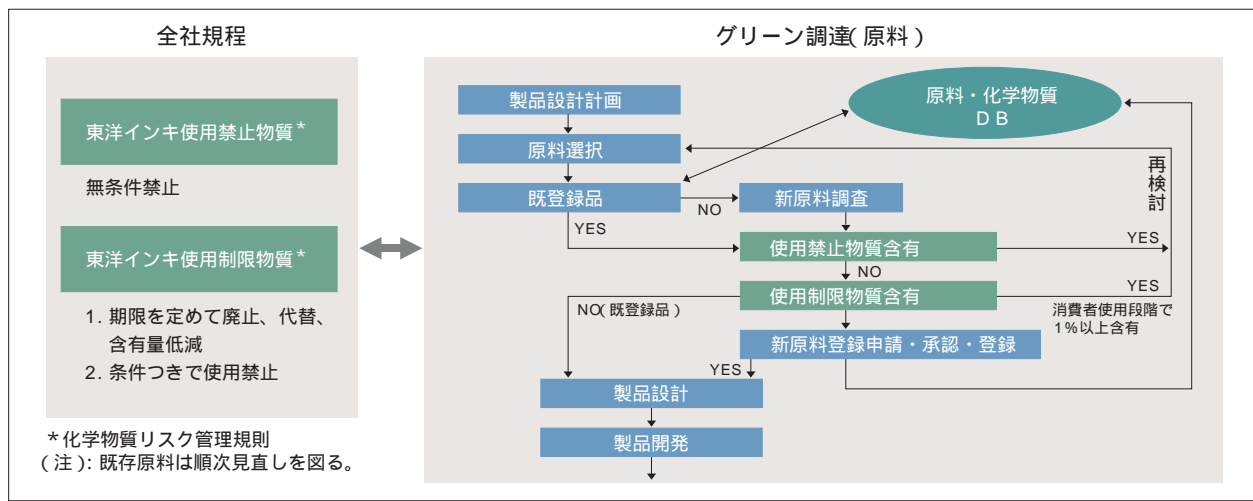 全社規程
東洋インキ使用禁止物質*
無条件禁止
東洋インキ使用制限物質*
1. 期限を定めて廃止、代替、
含有量低減
2. 条件つきで使用禁止
*化学物質リスク管理規則
(注): 既存原料は順次見直しを図る。
グリーン調達(原料)
製品設計計画
原料・化学物質
DB
原料選択
再検討
既登録品
NO
新原料調査
YES
使用禁止物質含有
YES
NO
使用制限物質含有
YES
NO(既登録品)
消費者使用段階で
1%以上含有
新原料登録申請・承認・登録
YES
製品設計
製品開発